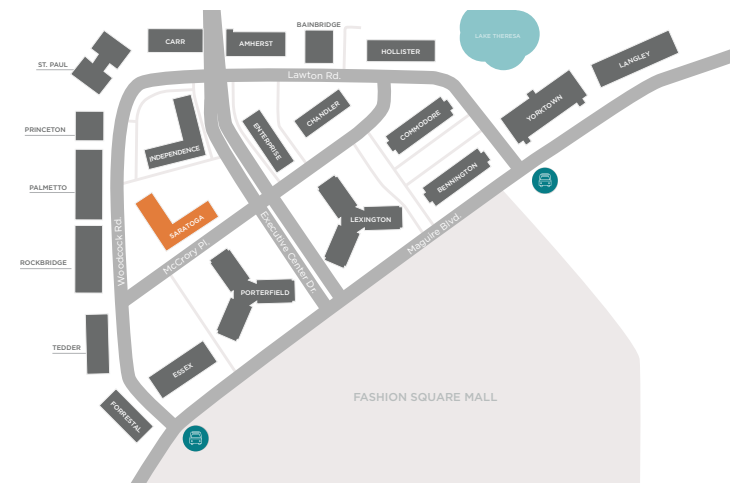 BAINBRIDGE
CARR
AMHERST
HOLLISTER
LAKE THERESA
LANGLEY
ST. PAUL
Lawton Rd.
YORKTOWN
CHANDLER
COMMODORE
PRINCETON
ENTERPRISE
INDEPENDENCE
BENNINGTON
PALMETTO
SARATOGA
LEXINGTON
Woodcock Rd.
McCrory Pl.
Executive Center Dr.
Maguire Blvd.
ROCKBRIDGE
PORTERFIELD
TEDDER
ESSEX
FORRESTAL
FASHION SQUARE MALL